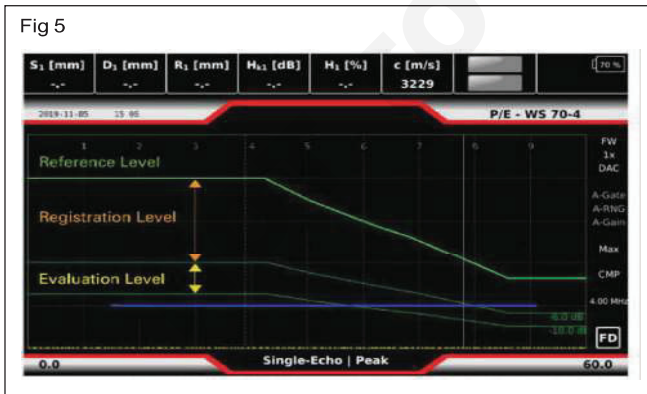 Fig 5
S₁ [mm] D₁ [mm] R₁ [mm] Hₖ₁ [dB] H₁ [%] c [m/s] 70 %
-.- -.- -.- -.- -.- 3229
2019-11-05 15 05 P/E - WS 70-4
1 2 3 4 5 6 7 8 9
FW
1x
DAC
Reference Level
A-Gate
A-RNG
A-Gain
Registration Level
Max
CMP
Evaluation Level
4.00 MHz
-6.0 dB
-10.0 dB
FD
0.0 Single-Echo | Peak 60.0